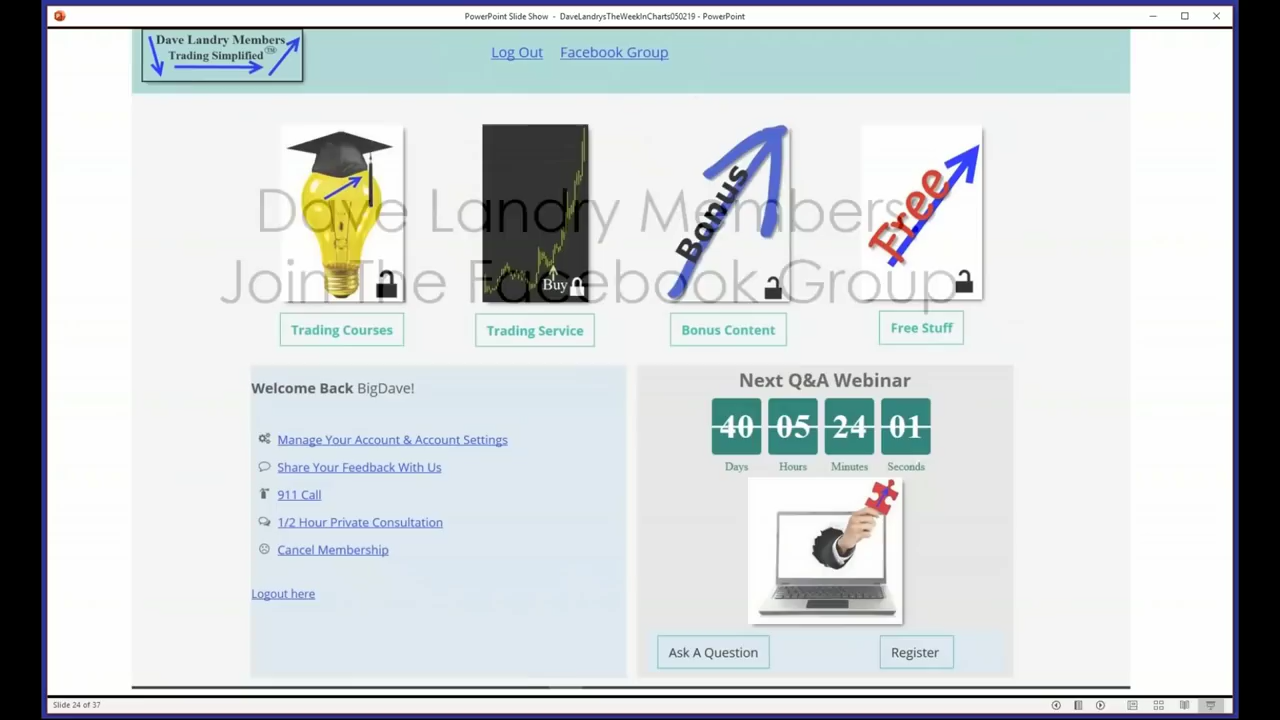 PowerPoint Slide Show - DaveLandrysTheWeekInCharts050219 - PowerPoint
Dave Landry Members
Trading Simplified™
Log Out Facebook Group
Dave Landry Members
Join The Facebook Group
Buy
Bonus
Free
Trading Courses
Trading Service
Bonus Content
Free Stuff
Welcome Back BigDave!
Manage Your Account & Account Settings
Share Your Feedback With Us
911 Call
1/2 Hour Private Consultation
Cancel Membership
Logout here
Next Q&A Webinar
40 05 24 01
Days Hours Minutes Seconds
Ask A Question
Register
Slide 24 of 37